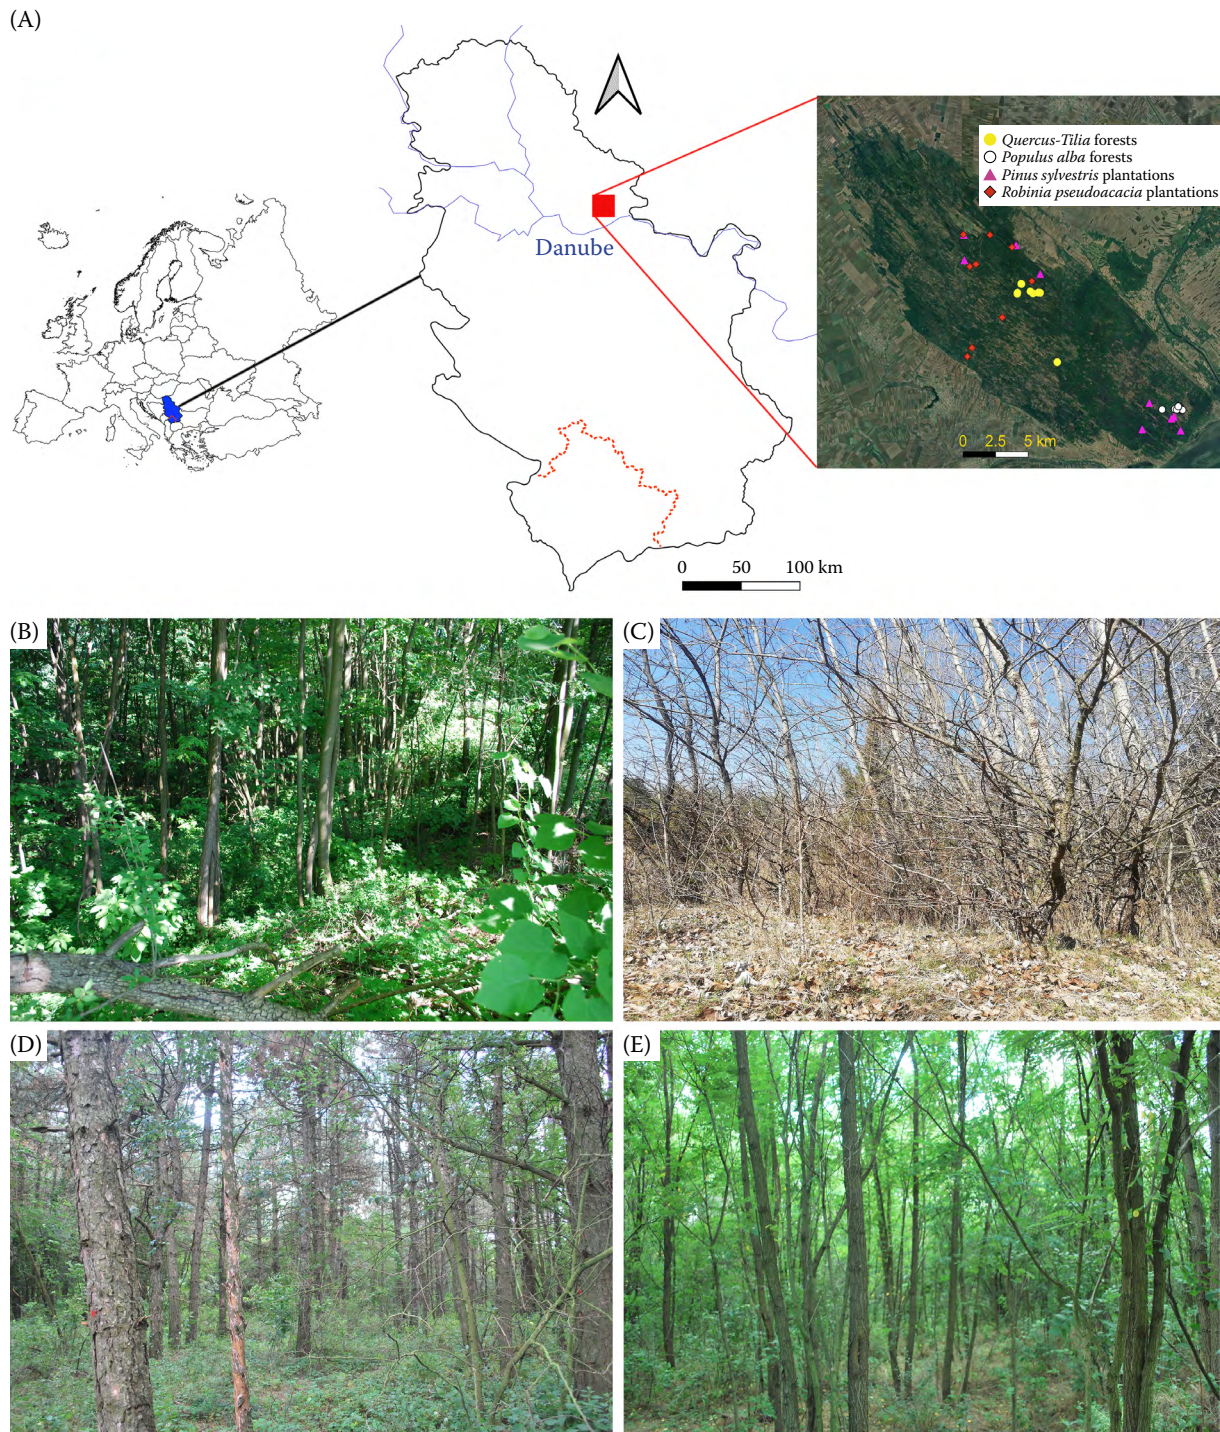 (A)
Quercus-Tilia forests
Populus alba forests
Pinus sylvestris plantations
Robinia pseudoacacia plantations
Danube
0 2.5 5 km
0 50 100 km
(B)
(C)
(D)
(E)